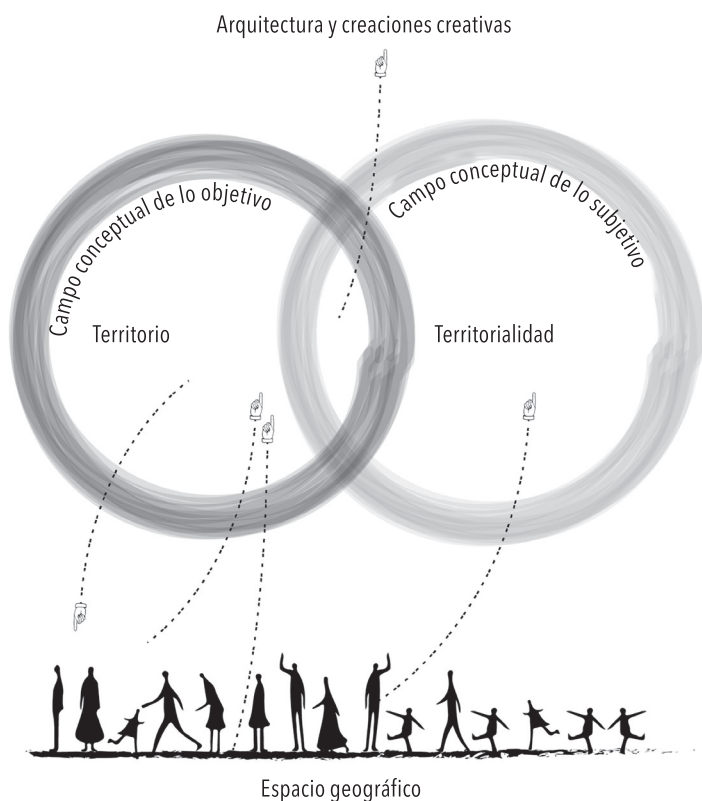 Arquitectura y creaciones creativas
Campo conceptual de lo objetivo
Campo conceptual de lo subjetivo
Territorio
Territorialidad
Espacio geográfico